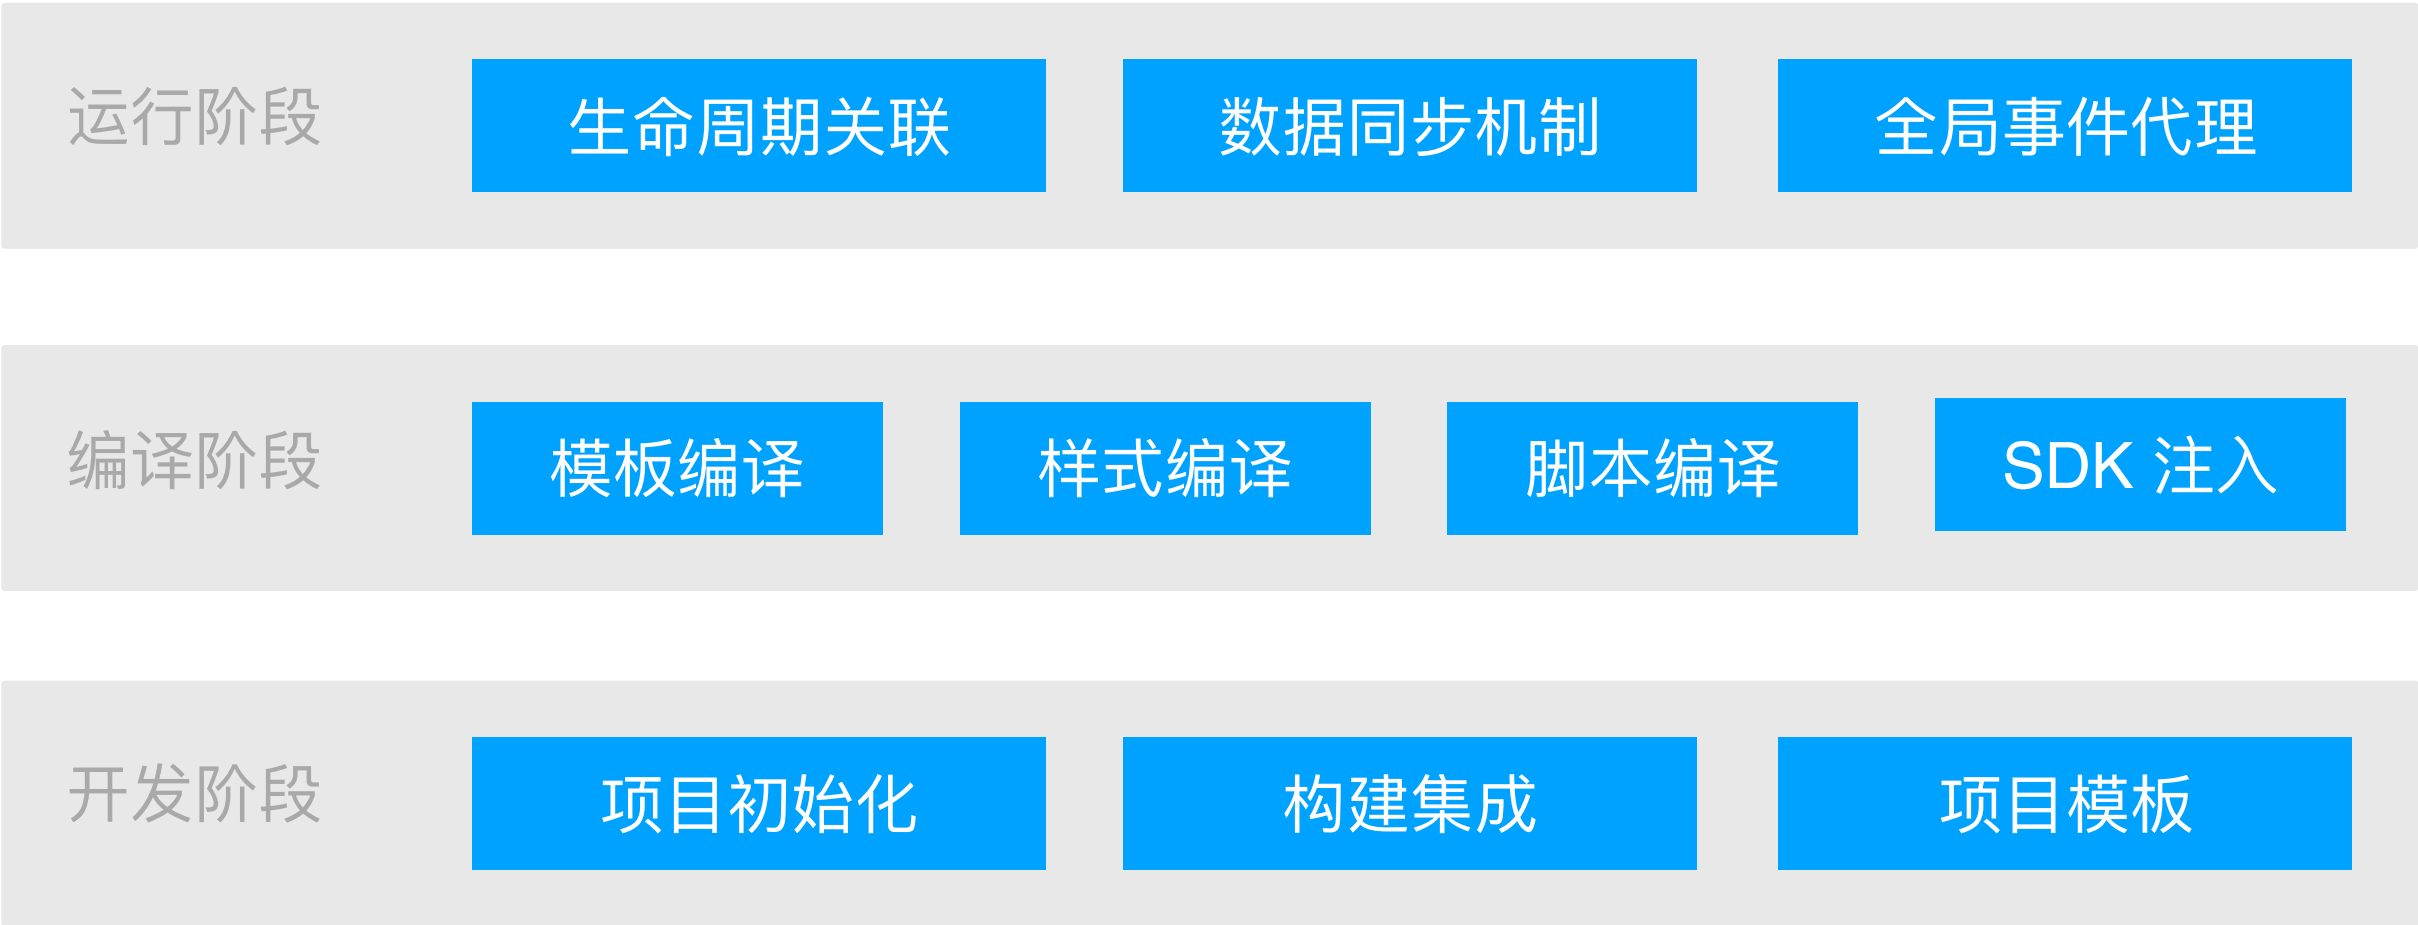 运行阶段
生命周期关联
数据同步机制
全局事件代理
编译阶段
模板编译
样式编译
脚本编译
SDK 注入
开发阶段
项目初始化
构建集成
项目模板